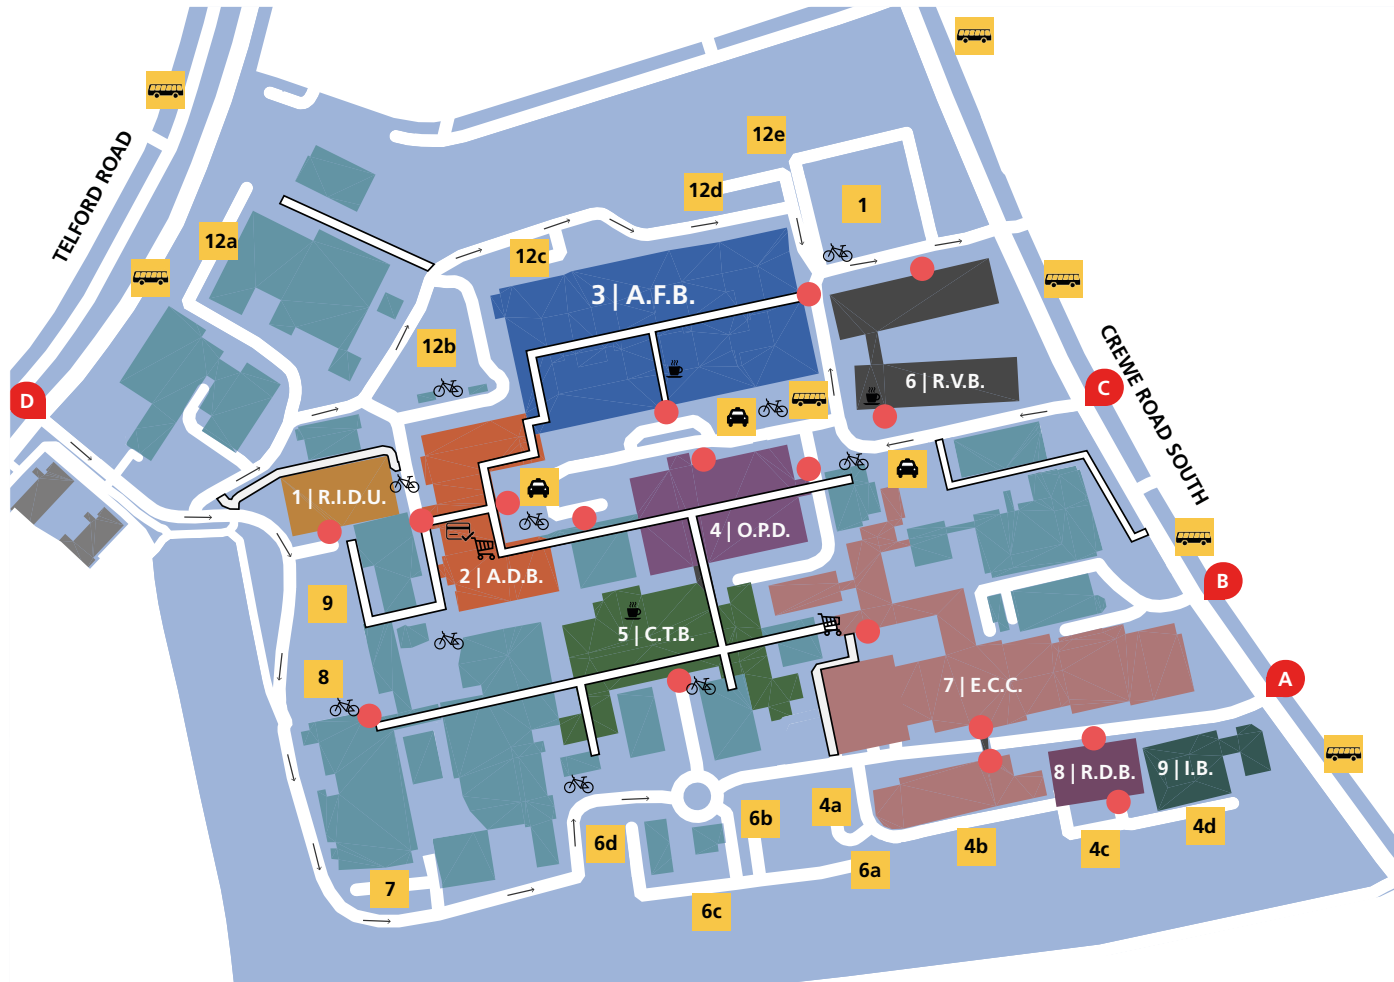 12e
TELFORD ROAD
12d
1
12a
12c
3 | A.F.B.
12b
CREWE ROAD SOUTH
6 | R.V.B.
D
C
1 | R.I.D.U.
4 | O.P.D.
2 | A.D.B.
B
9
5 | C.T.B.
8
7 | E.C.C.
A
8 | R.D.B.
9 | I.B.
4a
6b
4d
6d
4b
4c
6a
7
6c